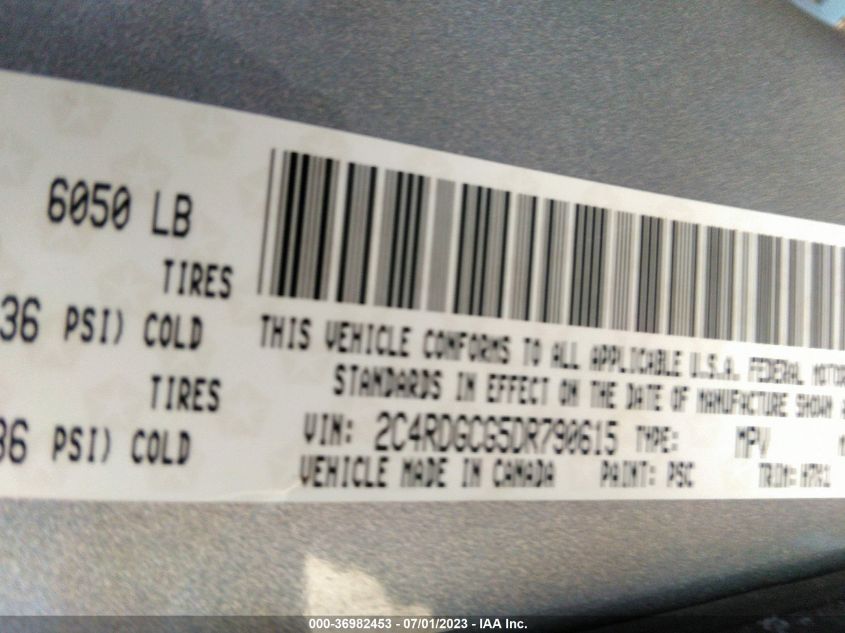 6050 LB
TIRES
36 PSI) COLD
TIRES
36 PSI) COLD
THIS VEHICLE CONFORMS TO ALL APPLICABLE U.S.A. FEDERAL MOTOR
STANDARDS IN EFFECT ON THE DATE OF MANUFACTURE SHOWN
VIN: 2C4RDGCG5DR790615 TYPE: MPV
VEHICLE MADE IN CANADA PAINT: PSC TRIM:
000-36982453 - 07/01/2023 - IAA Inc.